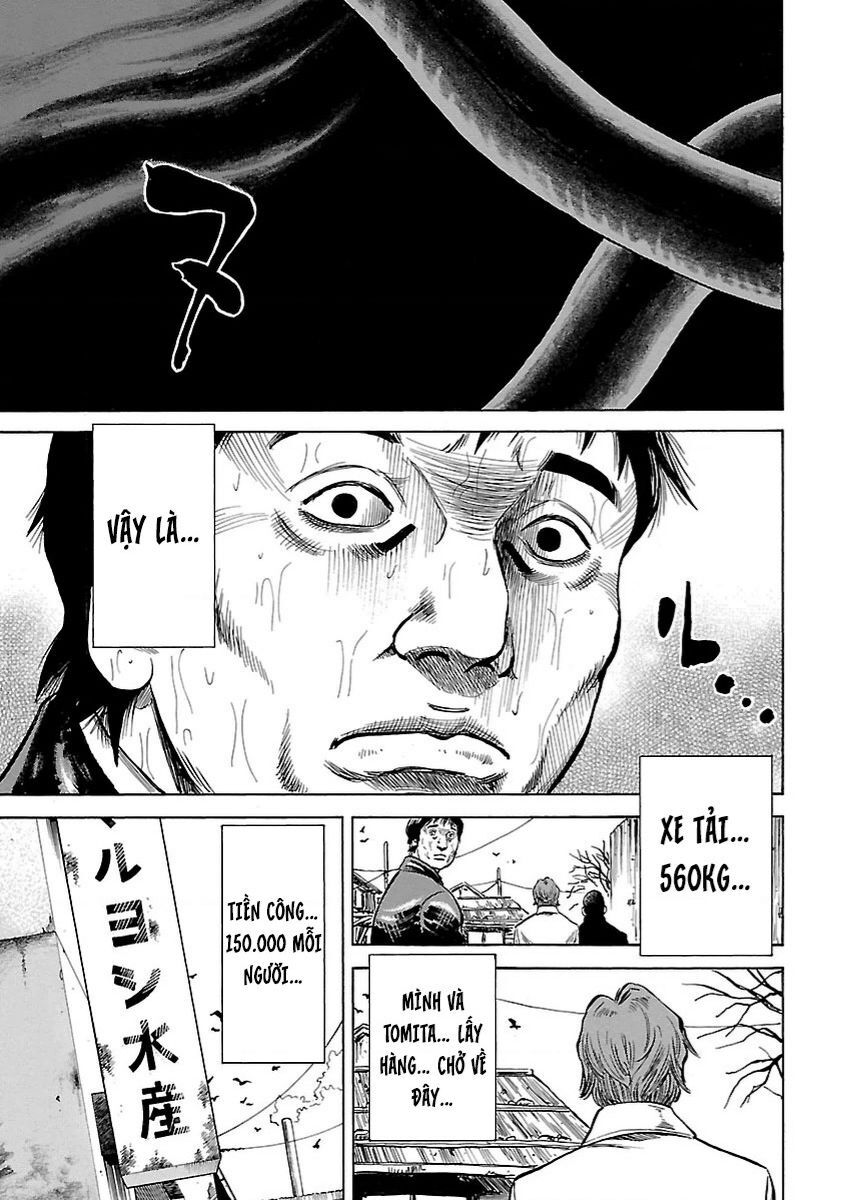 ヌ
VẬY LÀ...
ル...
XE TẢI...
560KG...
MÌNH VÀ
TOMITA... LẤY
HÀNG... CHỞ VỀ
ĐÂY...
TIỀN CÔNG...
150.000 MỖI
NGƯỜI...
ルヨシ水産